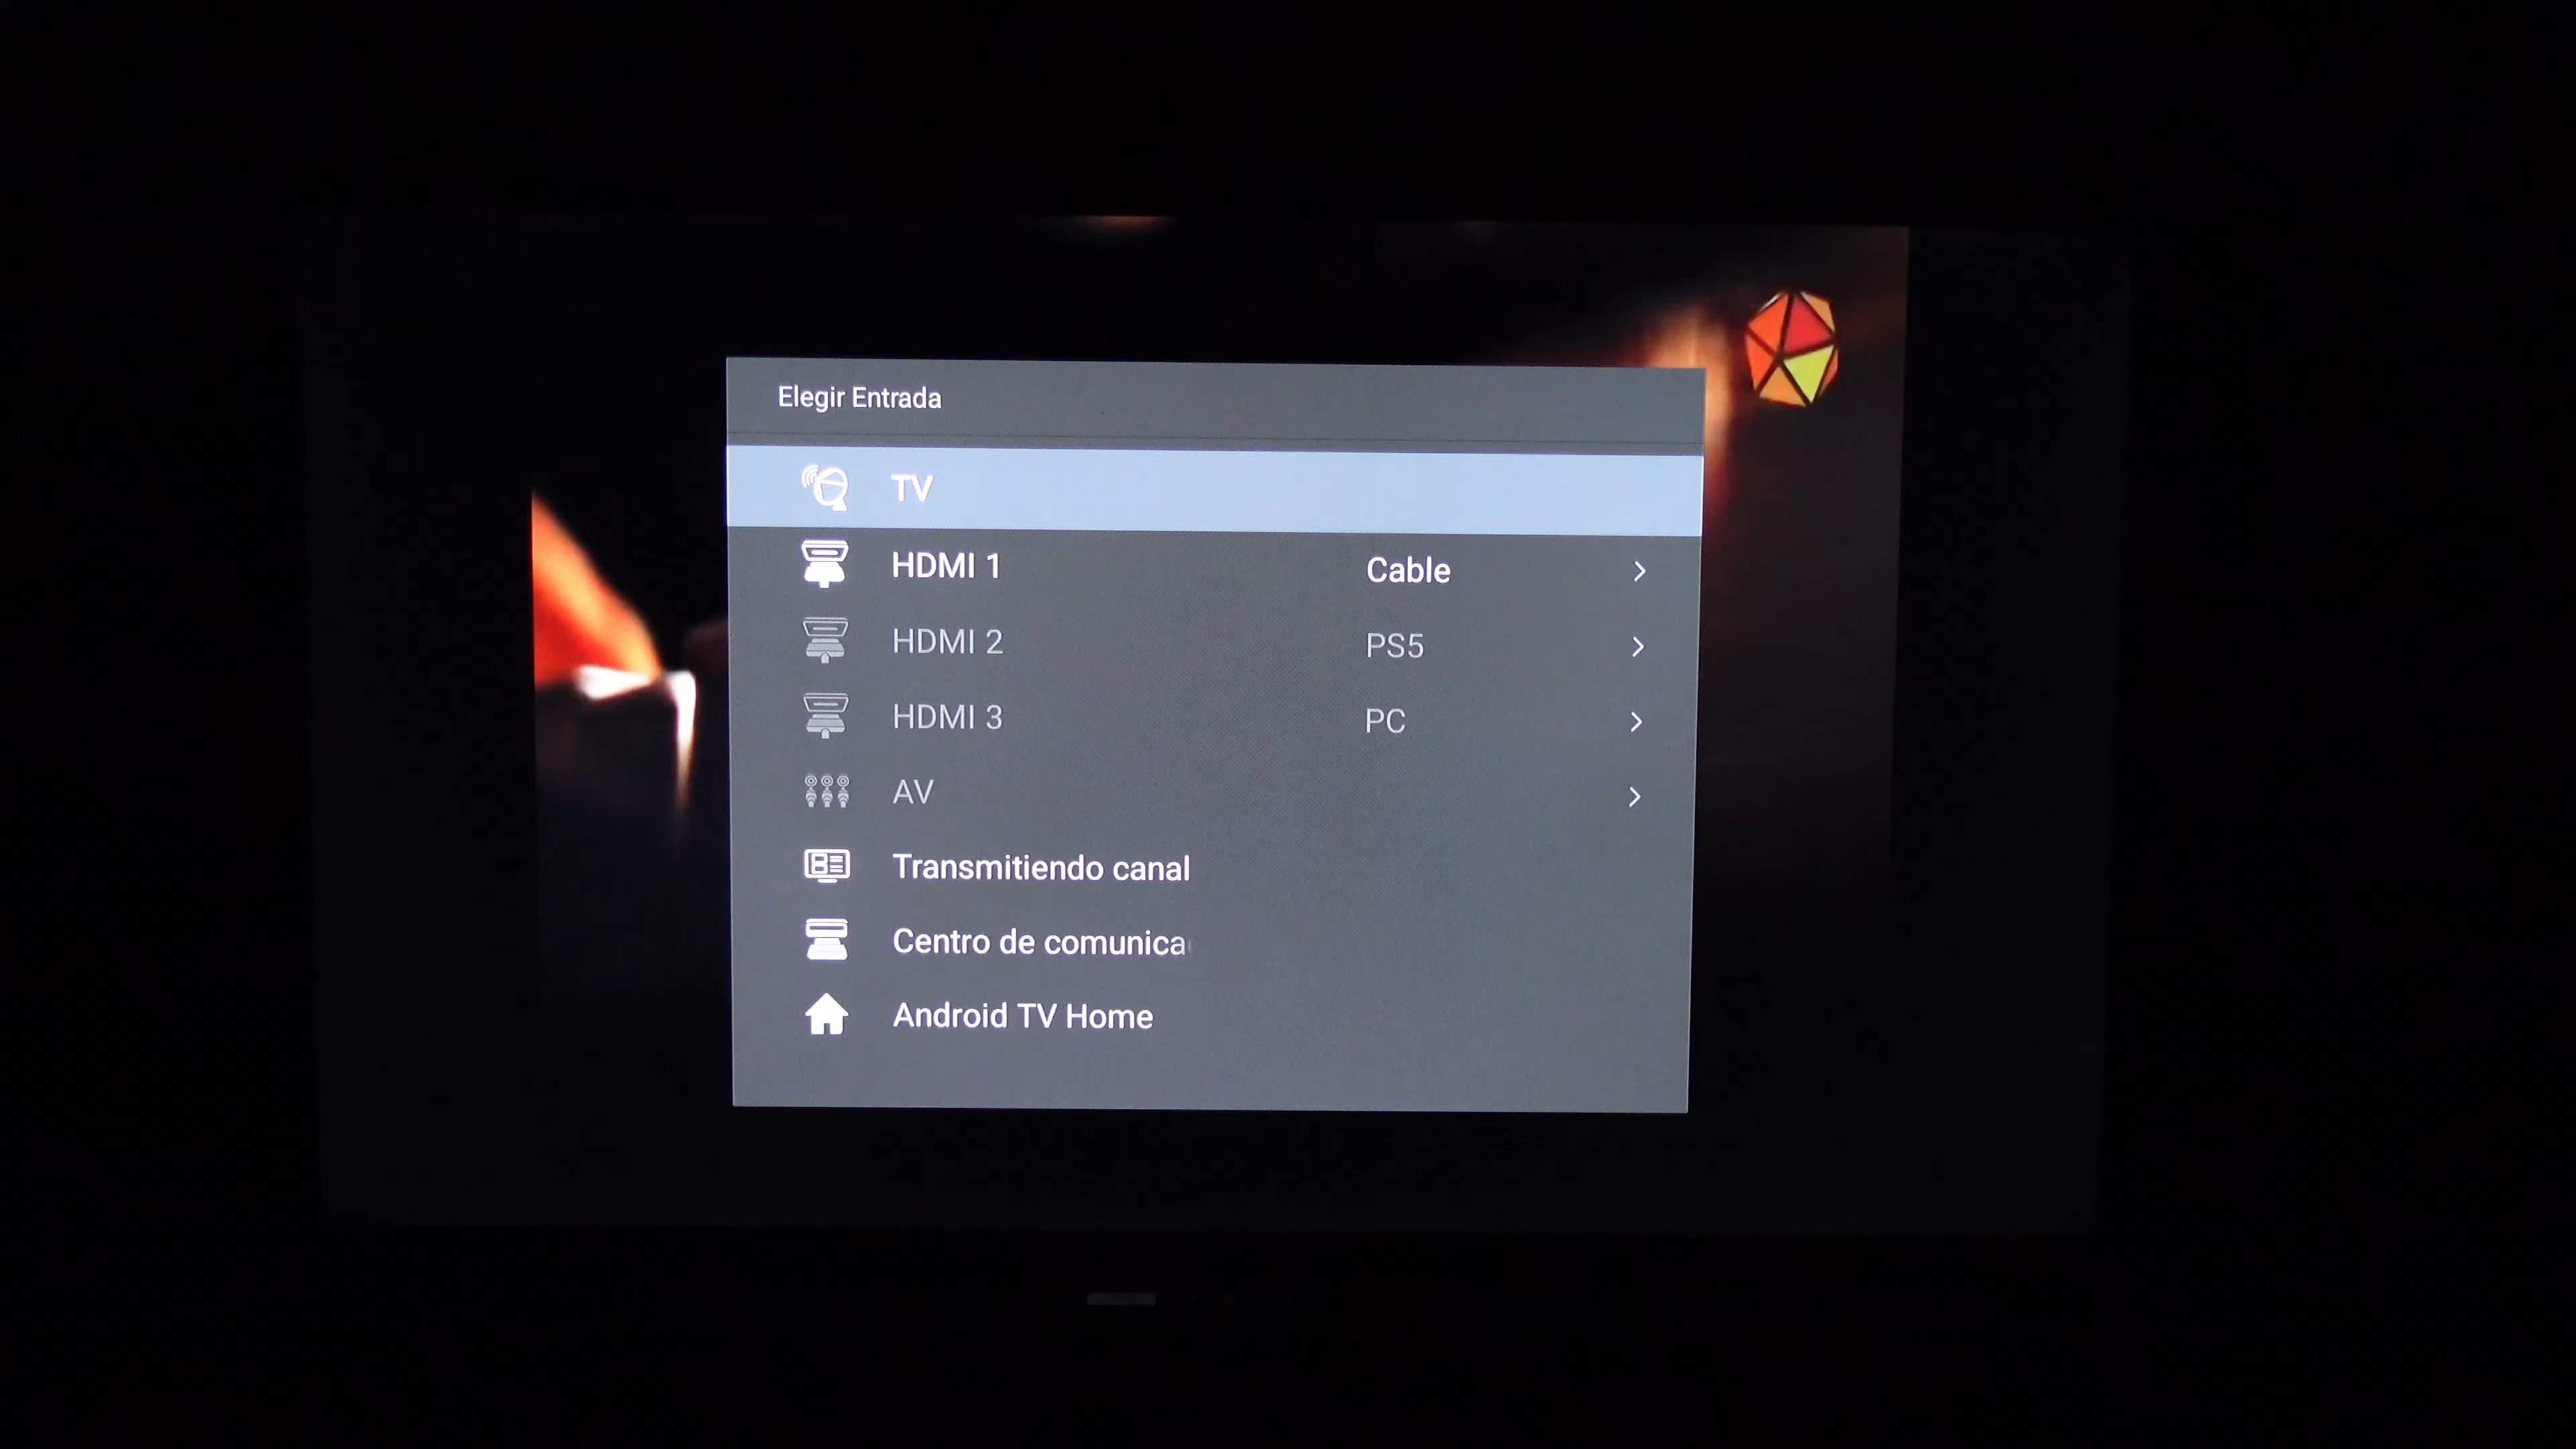 Elegir Entrada
TV
HDMI 1 Cable
HDMI 2 PS5
HDMI 3 PC
AV
Transmitiendo canal
Centro de comunica
Android TV Home